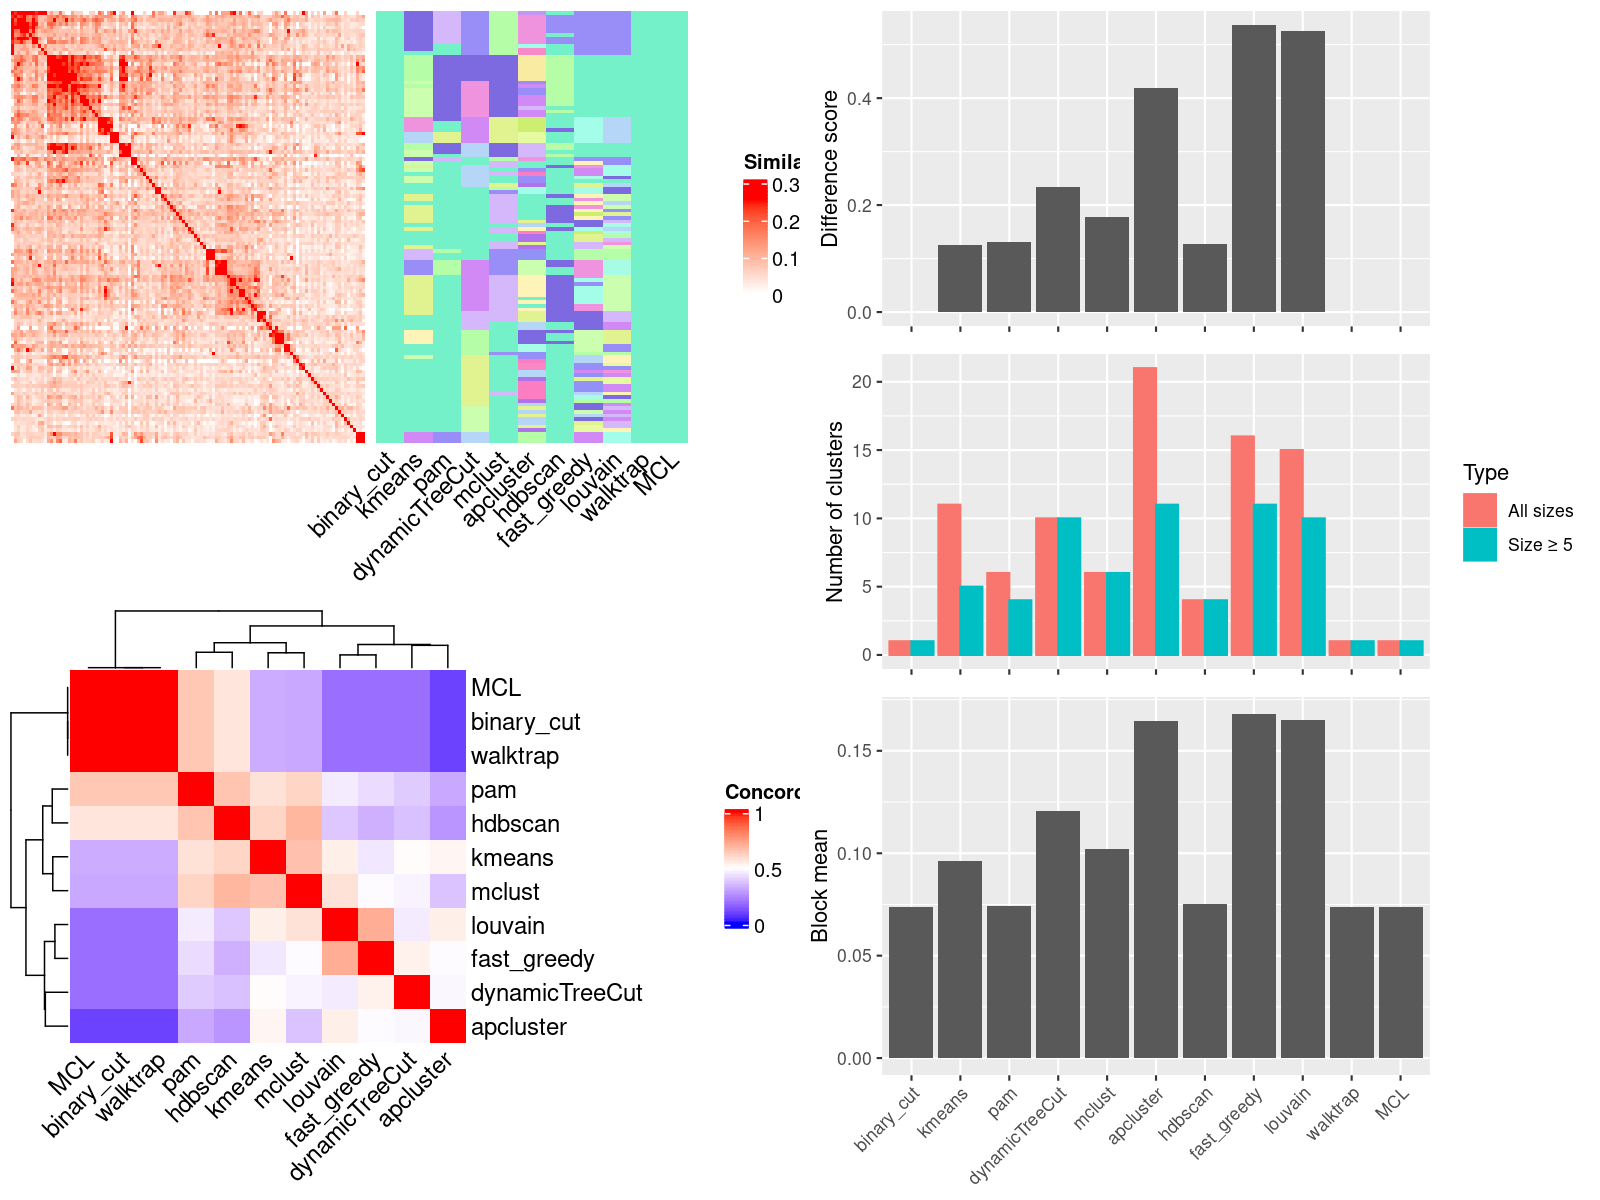 Simila
0.3
0.2
0.1
0
binary_cut
kmeans
pam
dynamicTreeCut
mclust
apcluster
hdbscan
fast_greedy
louvain
walktrap
MCL
MCL
binary_cut
walktrap
pam
hdbscan
kmeans
mclust
louvain
fast_greedy
dynamicTreeCut
apcluster
Concor
1
0.5
0
MCL
binary_cut
walktrap
pam
hdbscan
kmeans
mclust
louvain
fast_greedy
dynamicTreeCut
apcluster
Difference score
0.4
0.2
0.0
Number of clusters
20
15
10
5
0
Type
All sizes
Size ≥ 5
Block mean
0.15
0.10
0.05
0.00
binary_cut
kmeans
pam
dynamicTreeCut
mclust
apcluster
hdbscan
fast_greedy
louvain
walktrap
MCL